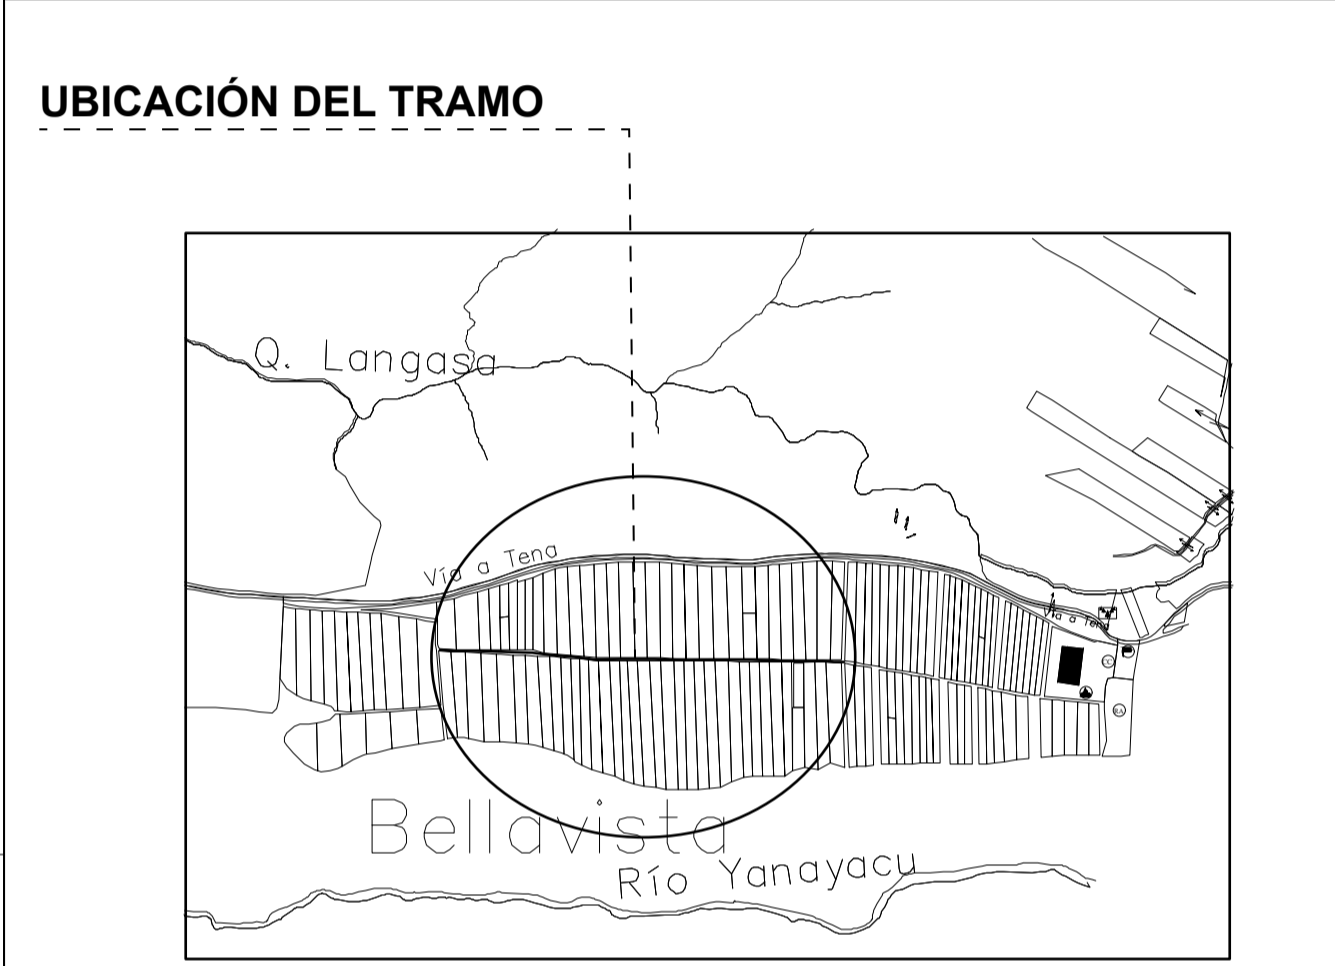 UBICACIÓN DEL TRAMO
Q. Langasa
Vía a Tena
Vía a Tena
Bellavista
Río Yanayacu